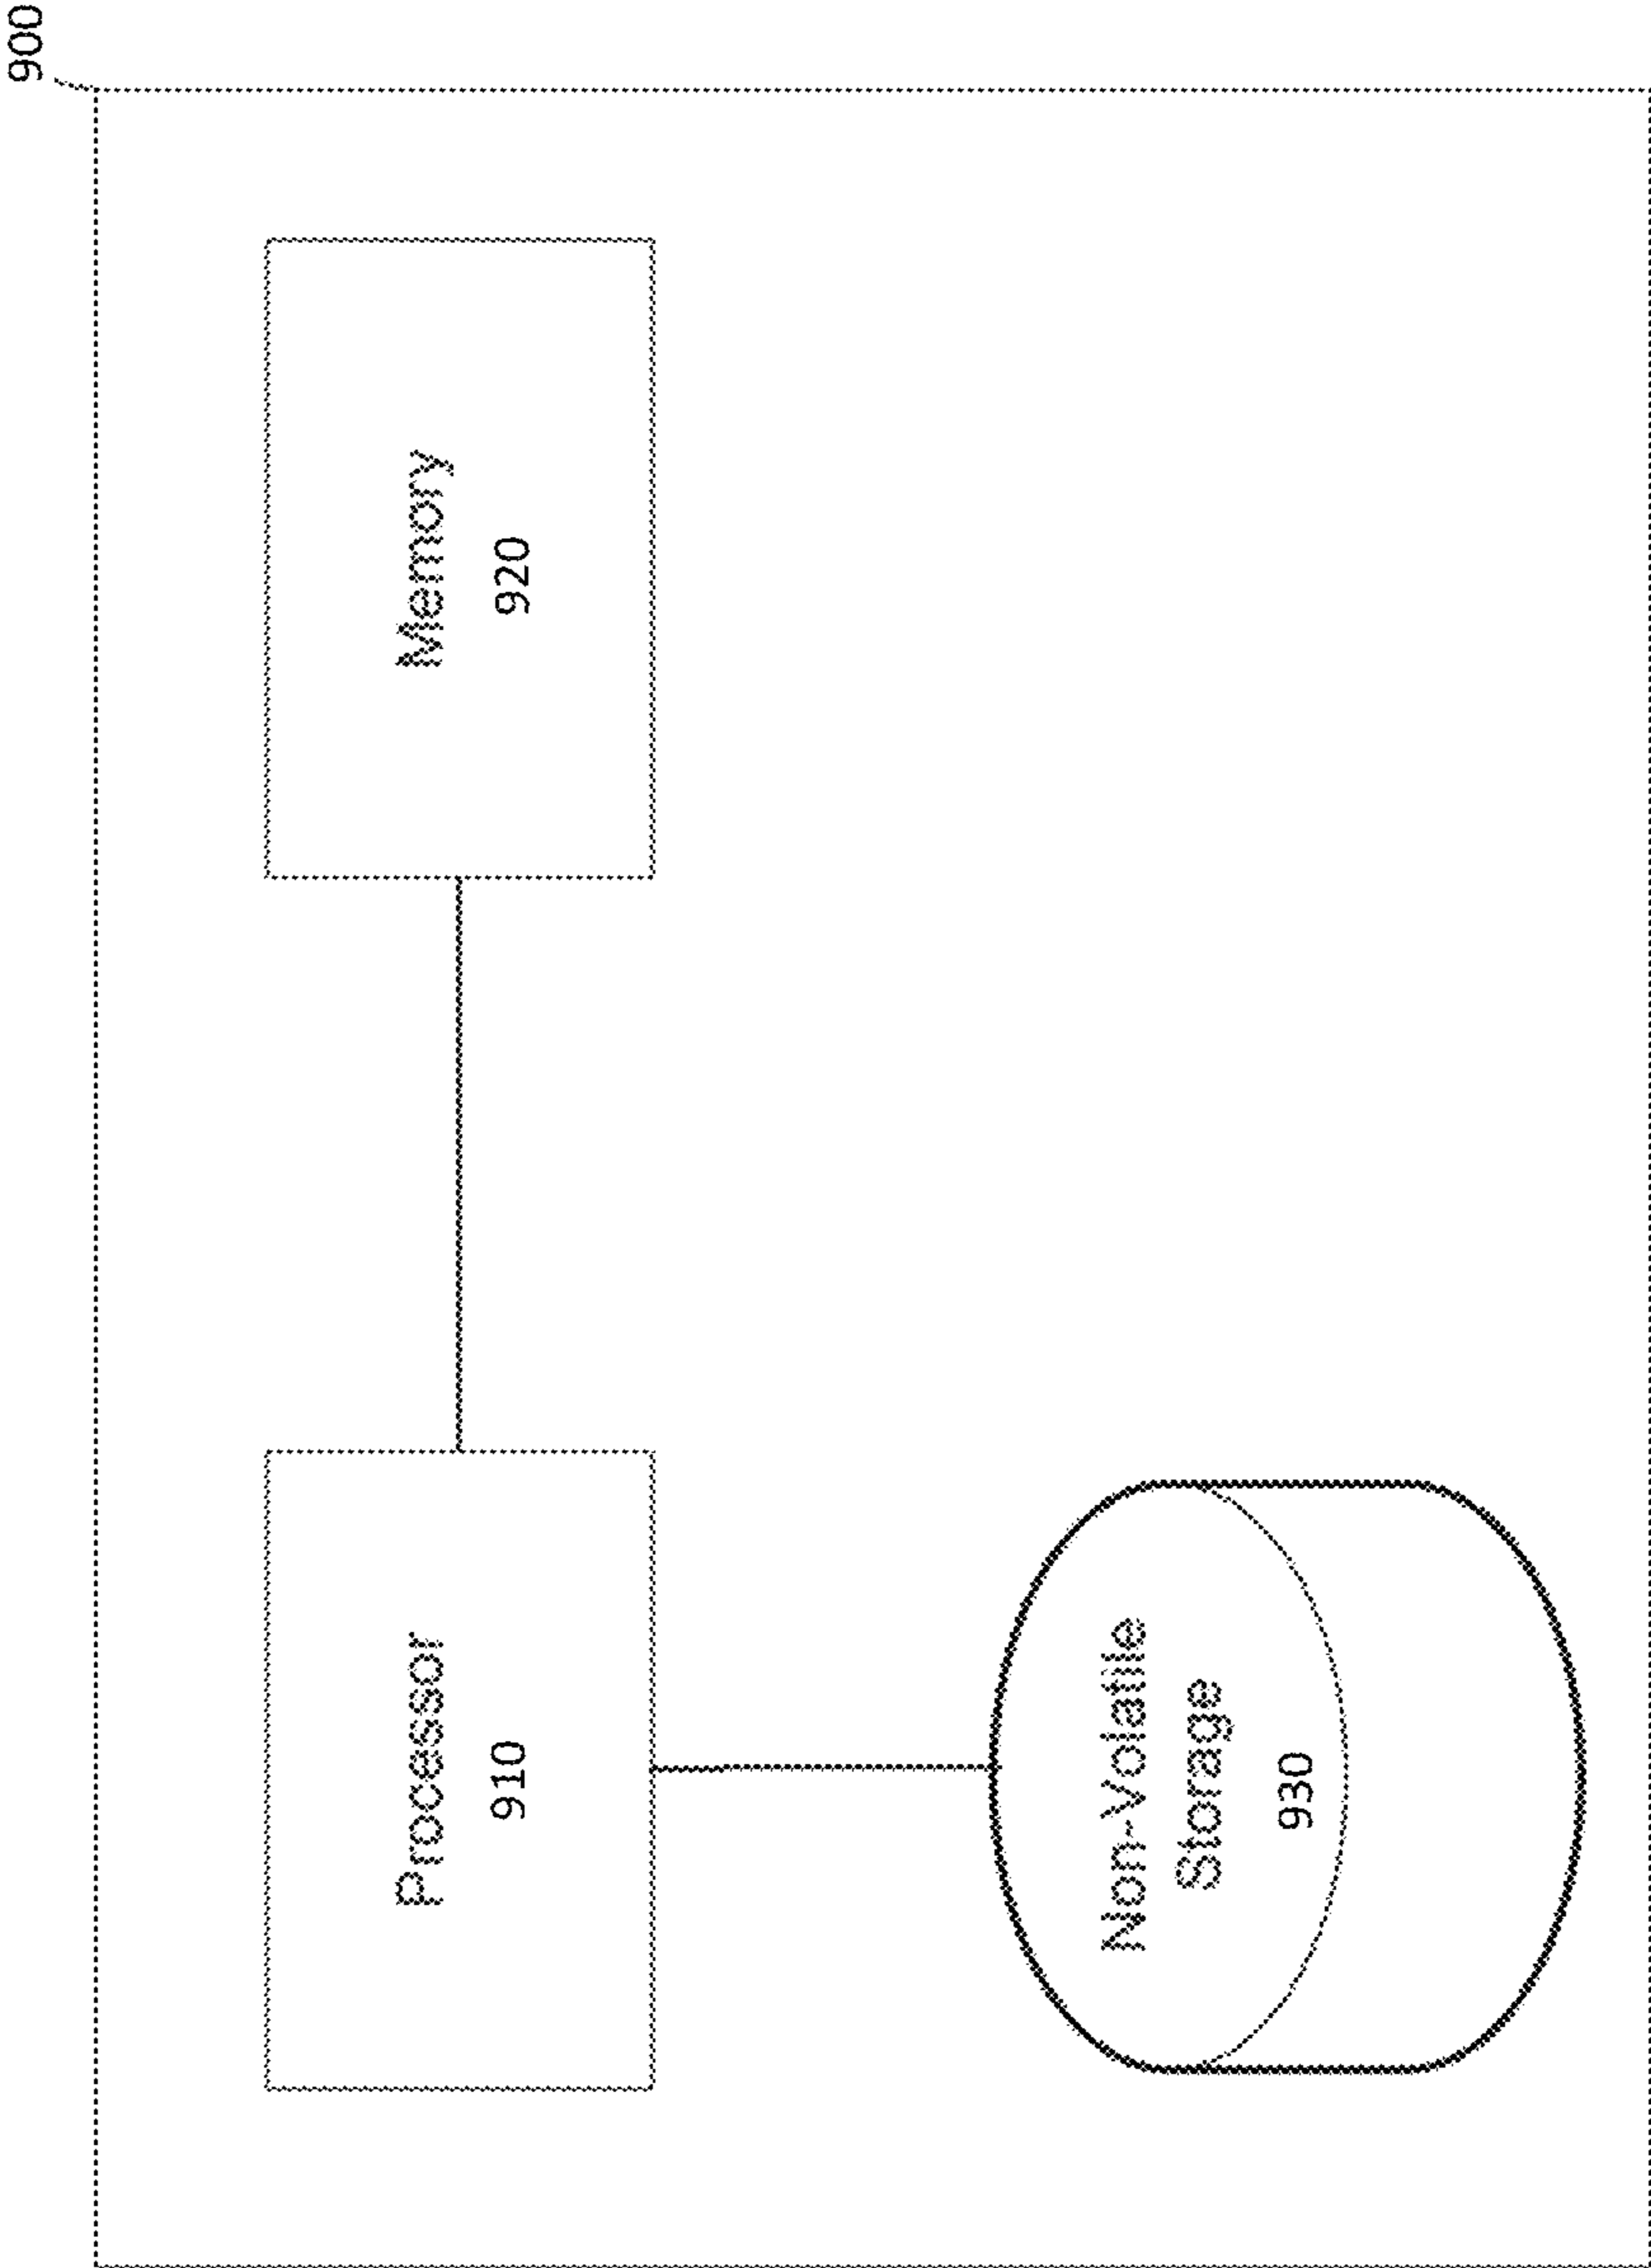 900
Processor
910
Memory
920
Non-Volatile
Storage
930